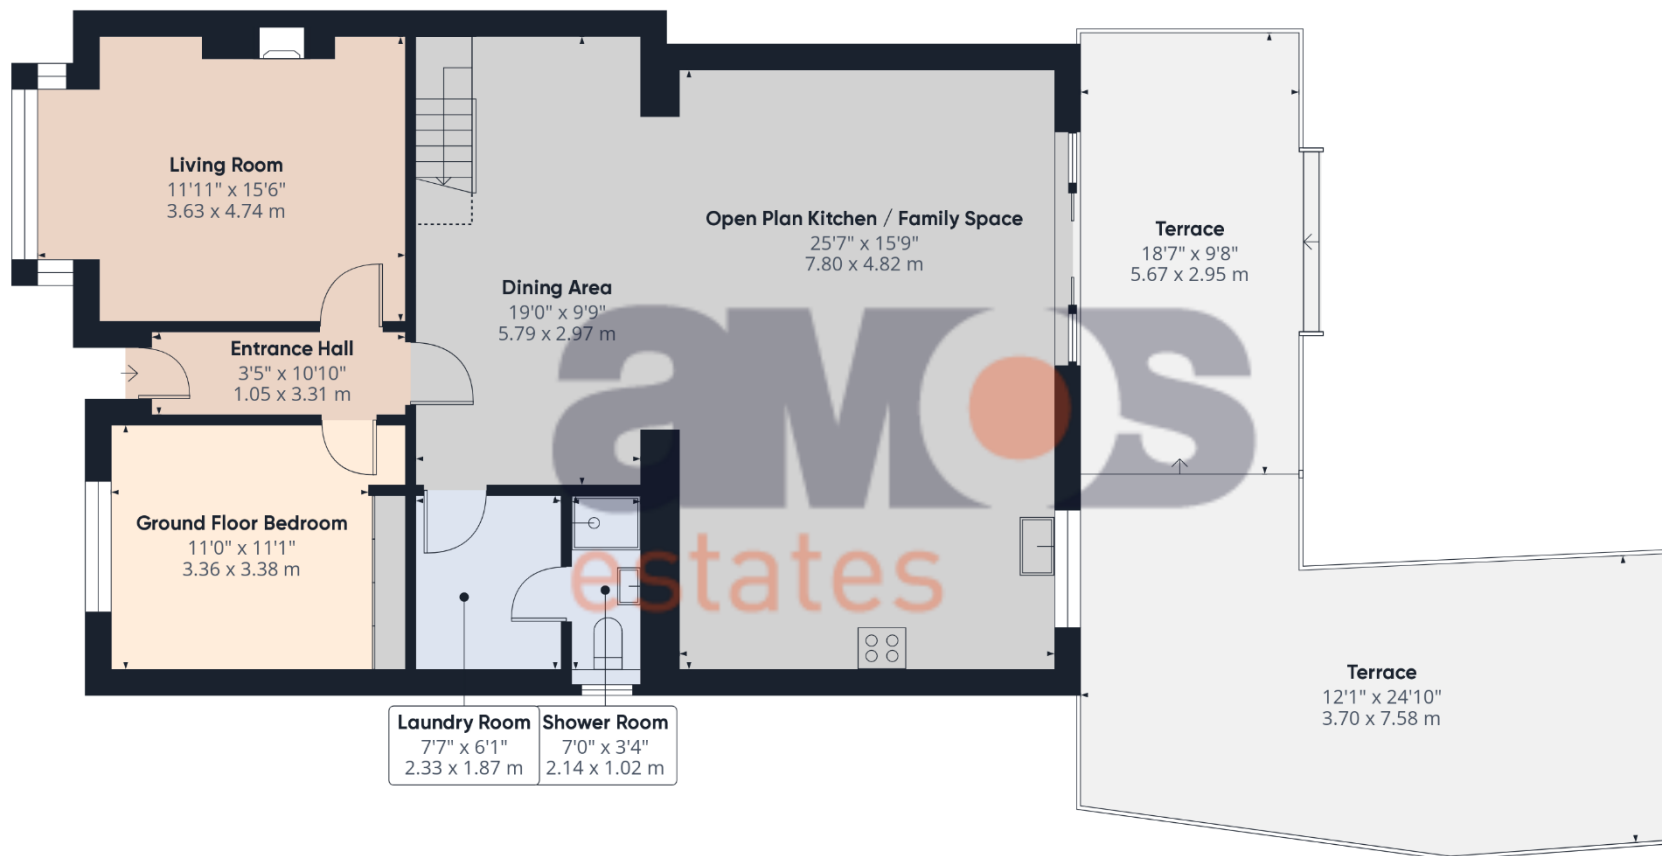 Living Room
11'11" x 15'6"
3.63 x 4.74 m
Open Plan Kitchen / Family Space
25'7" x 15'9"
7.80 x 4.82 m
Terrace
18'7" x 9'8"
5.67 x 2.95 m
Dining Area
19'0" x 9'9"
5.79 x 2.97 m
Entrance Hall
3'5" x 10'10"
1.05 x 3.31 m
amos
estates
Ground Floor Bedroom
11'0" x 11'1"
3.36 x 3.38 m
Terrace
12'1" x 24'10"
3.70 x 7.58 m
Laundry Room
7'7" x 6'1"
2.33 x 1.87 m
Shower Room
7'0" x 3'4"
2.14 x 1.02 m